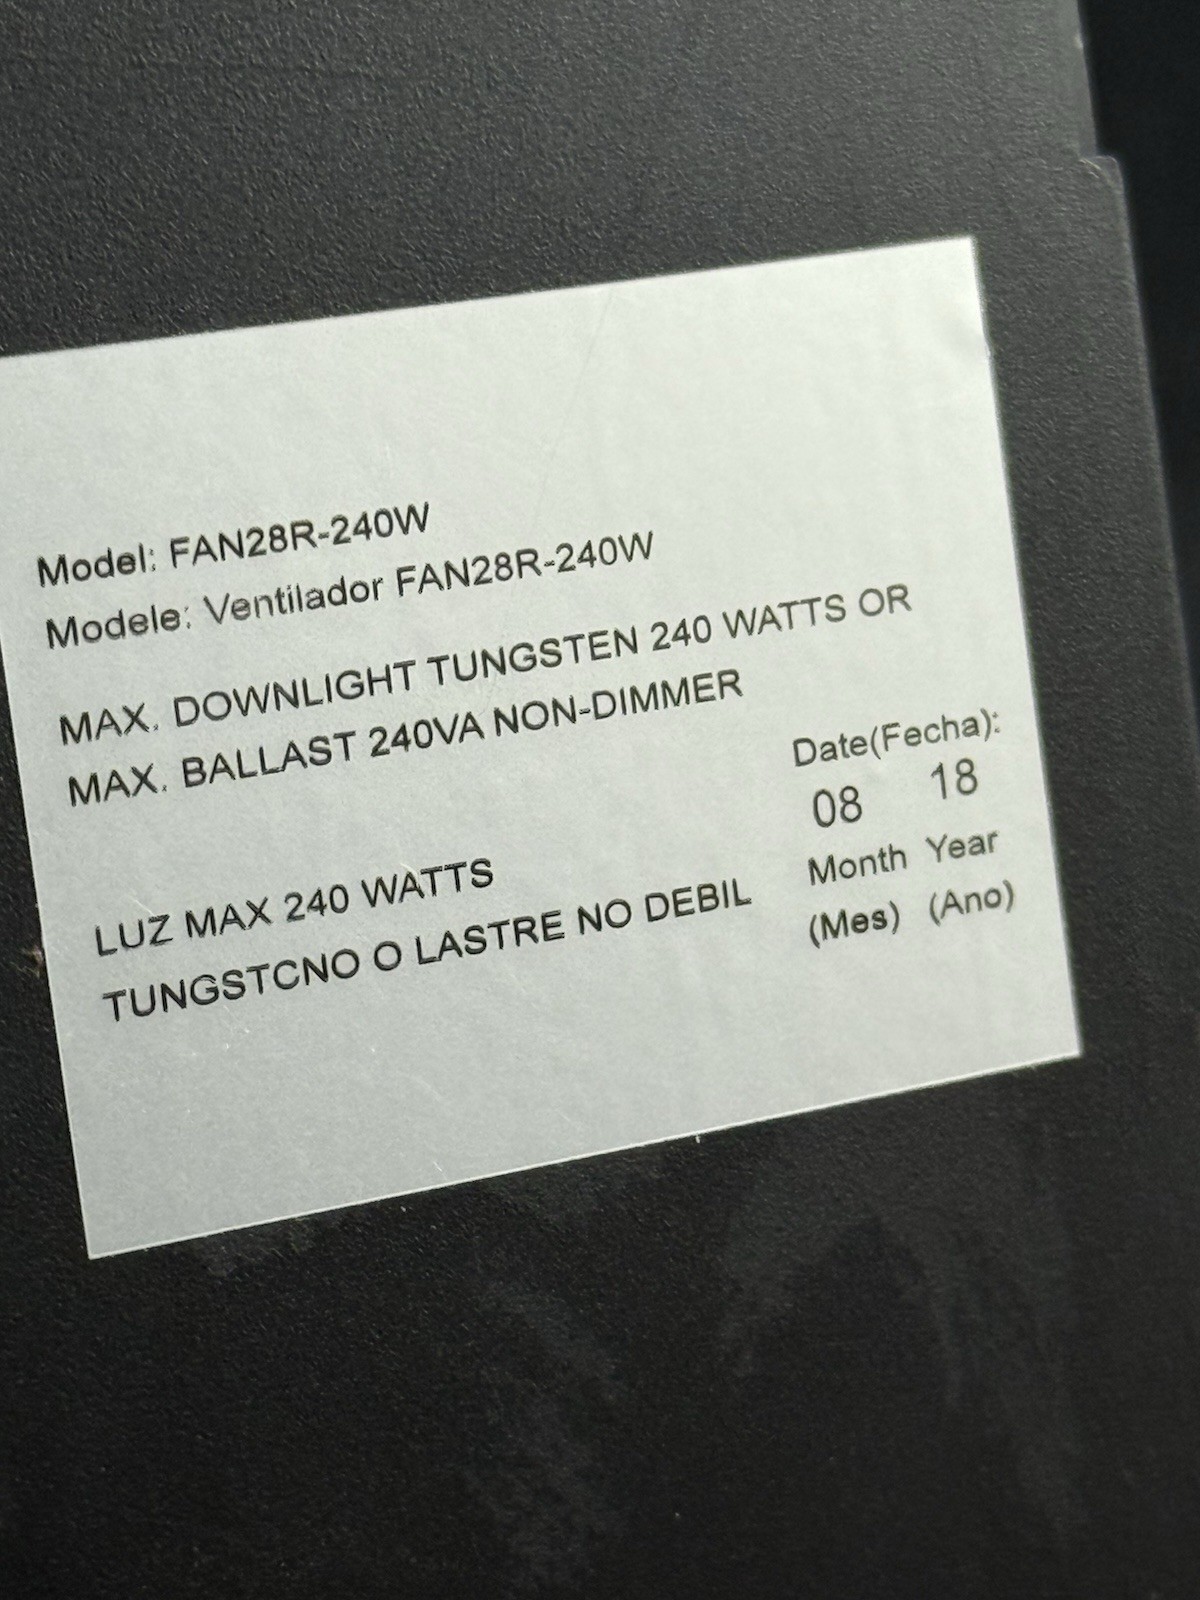 Model: FAN28R-240W
Modele: Ventilador FAN28R-240W
MAX. DOWNLIGHT TUNGSTEN 240 WATTS OR
MAX. BALLAST 240VA NON-DIMMER
Date(Fecha):
08 18
Month Year
(Mes) (Ano)
LUZ MAX 240 WATTS
TUNGSTCNO O LASTRE NO DEBIL